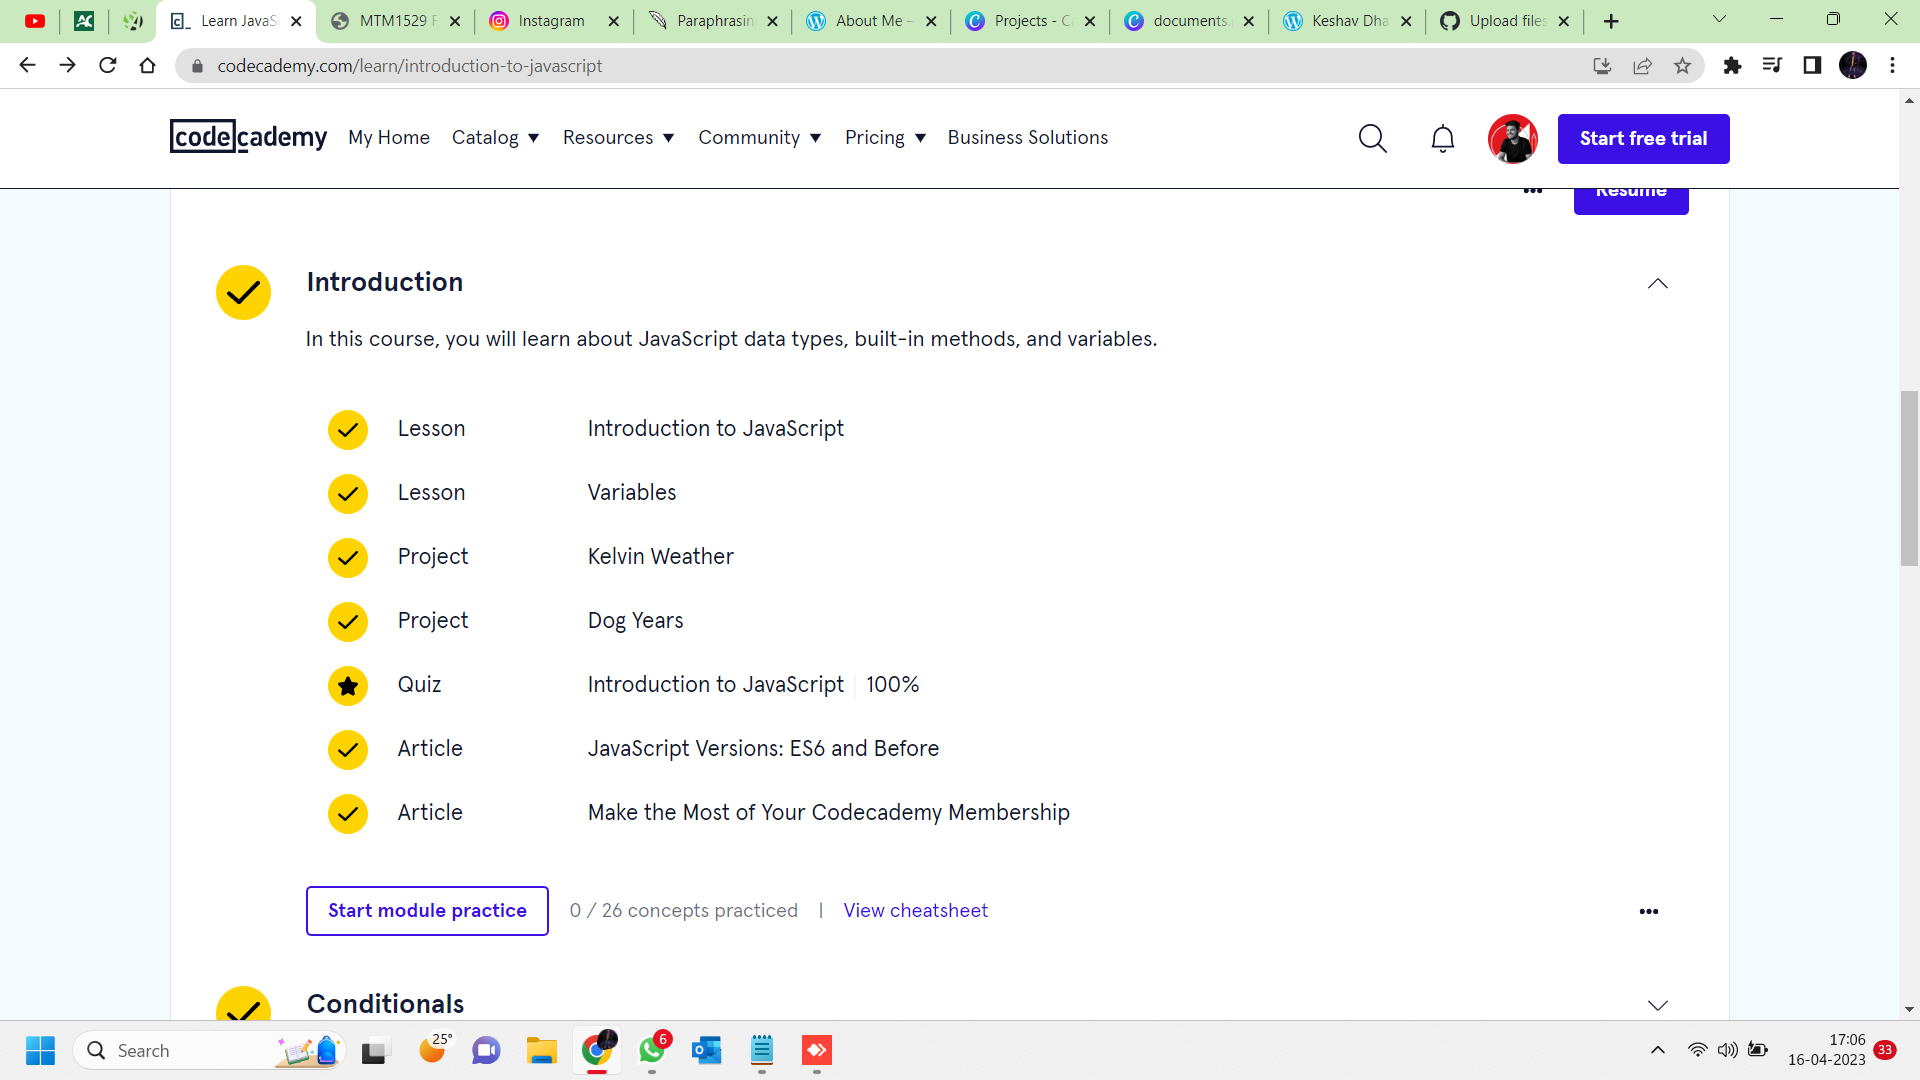 Learn JavaS
MTM1529 F
Instagram
Paraphrasin
About Me –
Projects - C
documents.
Keshav Dha
Upload files
codecademy.com/learn/introduction-to-javascript
codecademy
My Home
Catalog
Resources
Community
Pricing
Business Solutions
Start free trial
Resume
Introduction
In this course, you will learn about JavaScript data types, built-in methods, and variables.
Lesson Introduction to JavaScript
Lesson Variables
Project Kelvin Weather
Project Dog Years
Quiz Introduction to JavaScript 100%
Article JavaScript Versions: ES6 and Before
Article Make the Most of Your Codecademy Membership
Start module practice 0 / 26 concepts practiced | View cheatsheet
Conditionals
Search
25°
6
17:06
16-04-2023
33